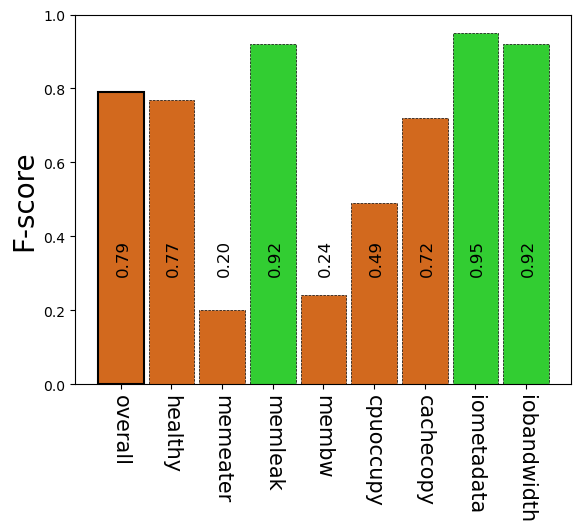 F-score
1.0
0.8
0.6
0.4
0.2
0.0
0.79
0.77
0.20
0.92
0.24
0.49
0.72
0.95
0.92
overall
healthy
memeater
memleak
membw
cpuoccupy
cachecopy
iometadata
iobandwidth